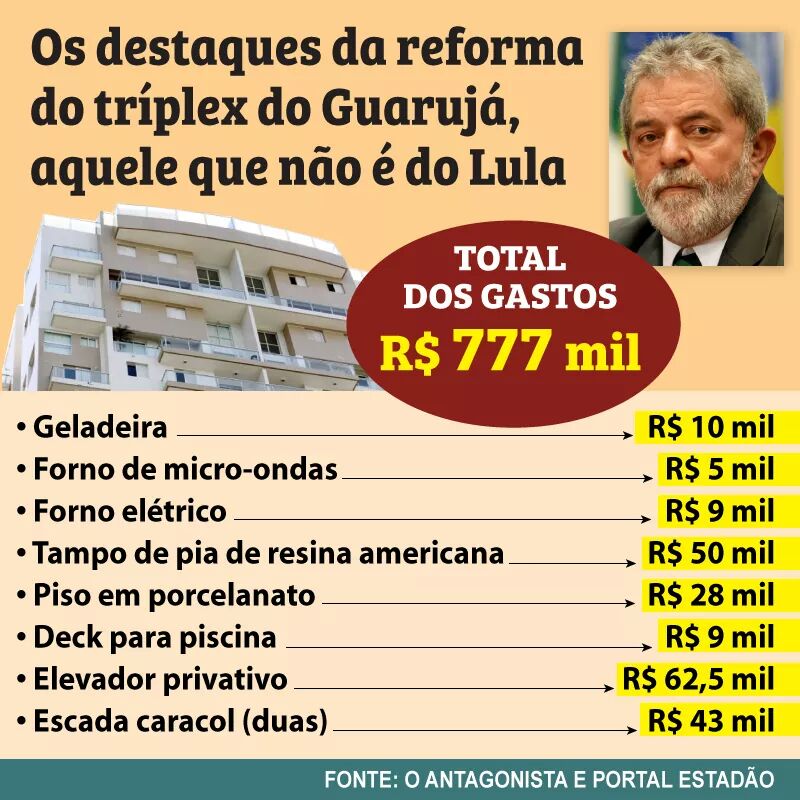 Os destaques da reforma
do tríplex do Guarujá,
aquele que não é do Lula
TOTAL
DOS GASTOS
R$ 777 mil
• Geladeira R$ 10 mil
• Forno de micro-ondas R$ 5 mil
• Forno elétrico R$ 9 mil
• Tampo de pia de resina americana R$ 50 mil
• Piso em porcelanato R$ 28 mil
• Deck para piscina R$ 9 mil
• Elevador privativo R$ 62,5 mil
• Escada caracol (duas) R$ 43 mil
FONTE: O ANTAGONISTA E PORTAL ESTADÃO